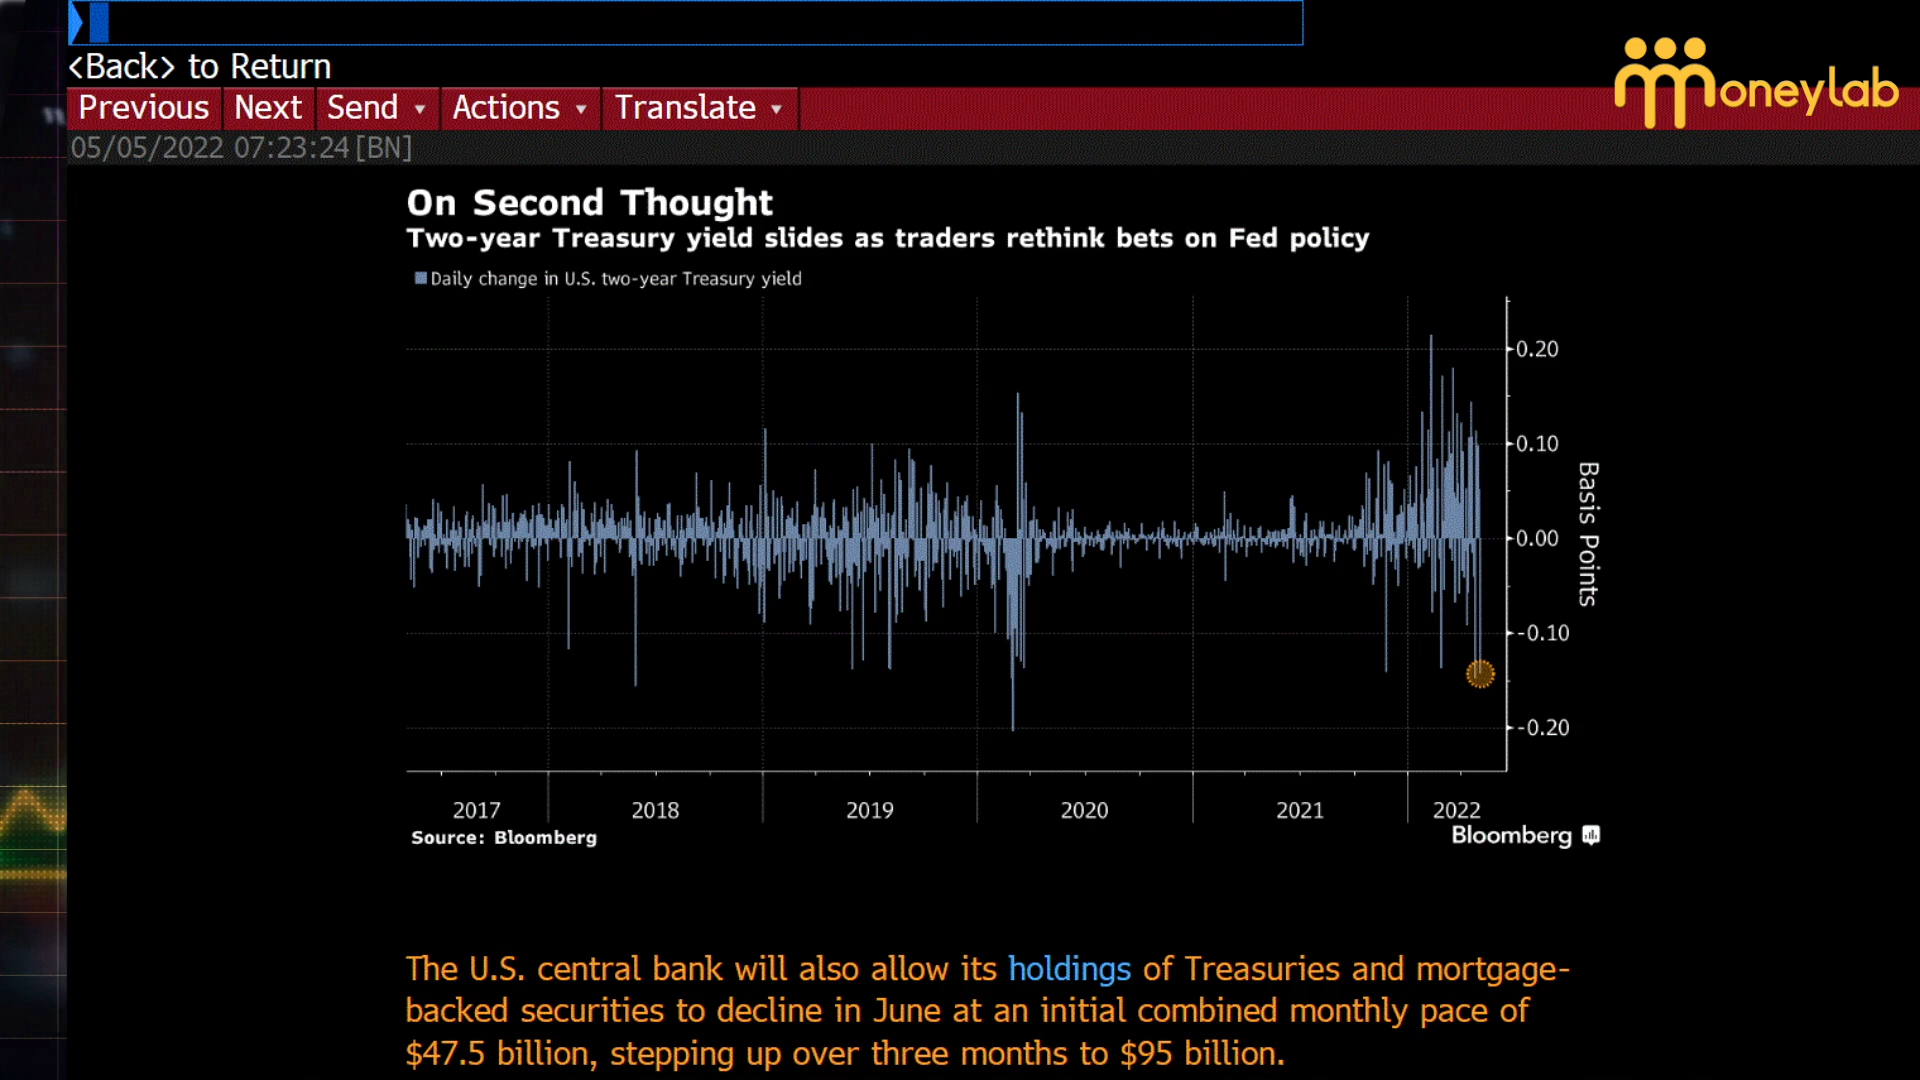 <Back> to Return
Moneylab
Previous Next Send Actions Translate
05/05/2022 07:23:24 [BN]
On Second Thought
Two-year Treasury yield slides as traders rethink bets on Fed policy
Daily change in U.S. two-year Treasury yield
0.20
0.10
0.00
-0.10
-0.20
Basis Points
2017 2018 2019 2020 2021 2022
Source: Bloomberg
Bloomberg
The U.S. central bank will also allow its holdings of Treasuries and mortgage-
backed securities to decline in June at an initial combined monthly pace of
$47.5 billion, stepping up over three months to $95 billion.